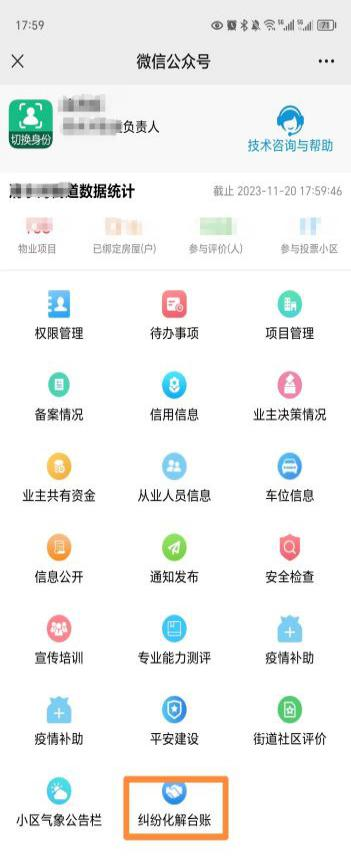 17:59
微信公众号
负责人
切换身份
技术咨询与帮助
道数据统计
截止 2023-11-20 17:59:46
物业项目 已绑定房屋(户) 参与评价(人) 参与投票小区
权限管理 待办事项 项目管理
备案情况 信用信息 业主决策情况
业主共有资金 从业人员信息 车位信息
信息公开 通知发布 安全检查
宣传培训 专业能力测评 疫情补助
疫情补助 平安建设 街道社区评价
小区气象公告栏 纠纷化解台账